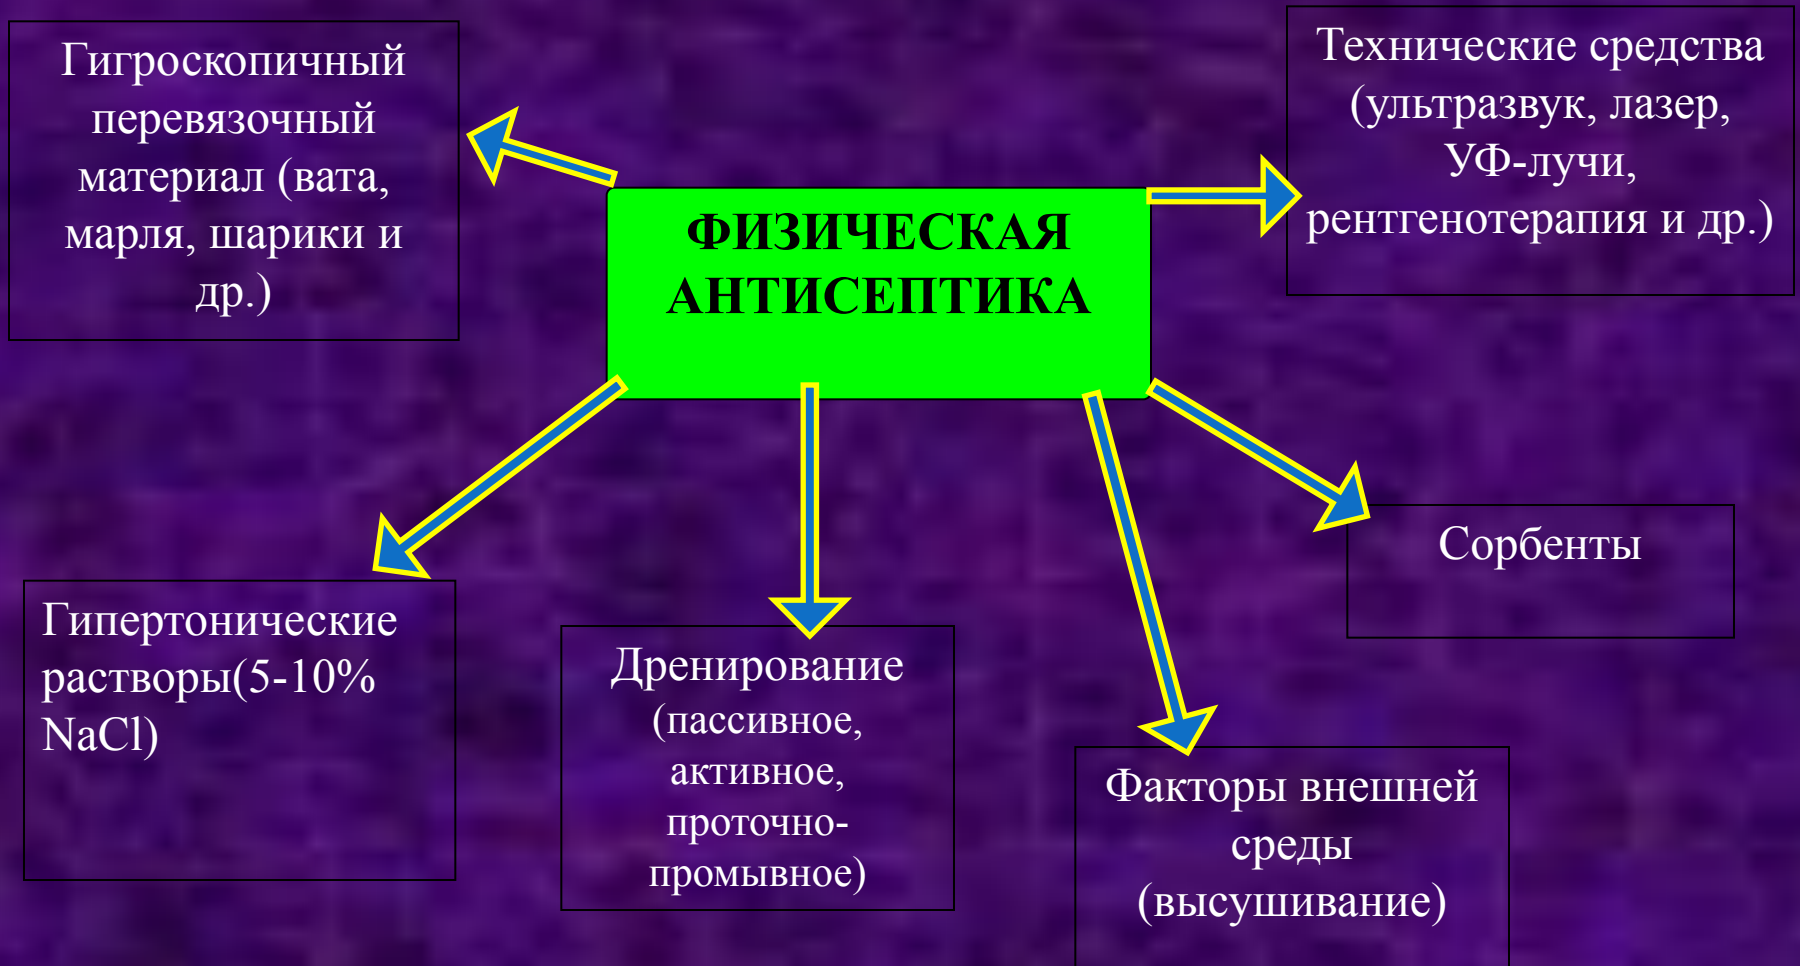 Гигроскопичный
перевязочный
материал (вата,
марля, шарики и
др.)
Технические средства
(ультразвук, лазер,
УФ-лучи,
рентгенотерапия и др.)
ФИЗИЧЕСКАЯ
АНТИСЕПТИКА
Гипертонические
растворы(5-10%
NaCl)
Дренирование
(пассивное,
активное,
проточно-
промывное)
Факторы внешней
среды
(высушивание)
Сорбенты